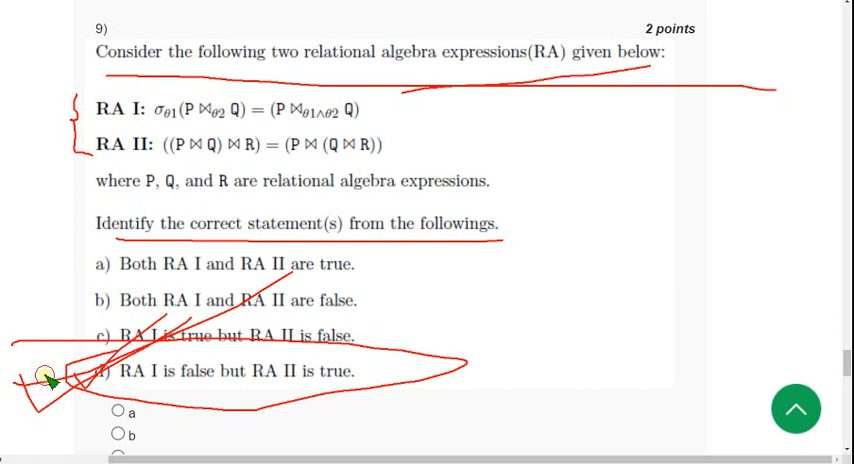 9)
2 points
Consider the following two relational algebra expressions(RA) given below:
RA I: σθ1(P ⋈θ2 Q) = (P ⋈θ1∧θ2 Q)
RA II: ((P ⋈ Q) ⋈ R) = (P ⋈ (Q ⋈ R))
where P, Q, and R are relational algebra expressions.
Identify the correct statement(s) from the followings.
a) Both RA I and RA II are true.
b) Both RA I and RA II are false.
c) RA I is true but RA II is false.
d) RA I is false but RA II is true.
a
b